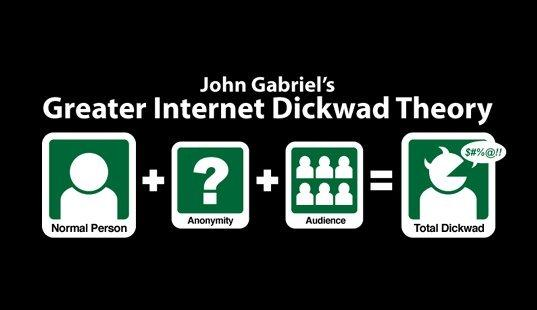 John Gabriel's
Greater Internet Dickwad Theory
+ ? + =
$#%@!!
Normal Person
Anonymity
Audience
Total Dickwad